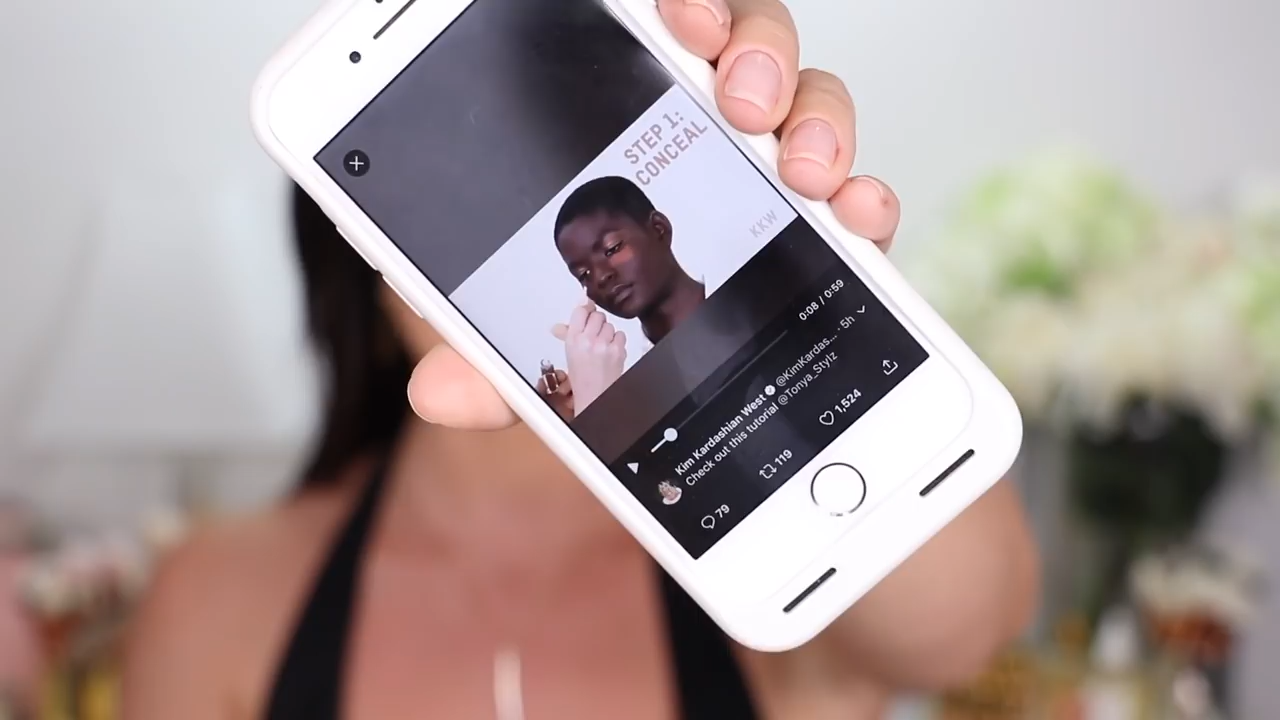 STEP 1:
CONCEAL
KKW
0:08 / 0:59
Kim Kardashian West @KimKardas... · 5h
Check out this tutorial @Tonya_Stylz
79
119
1,524